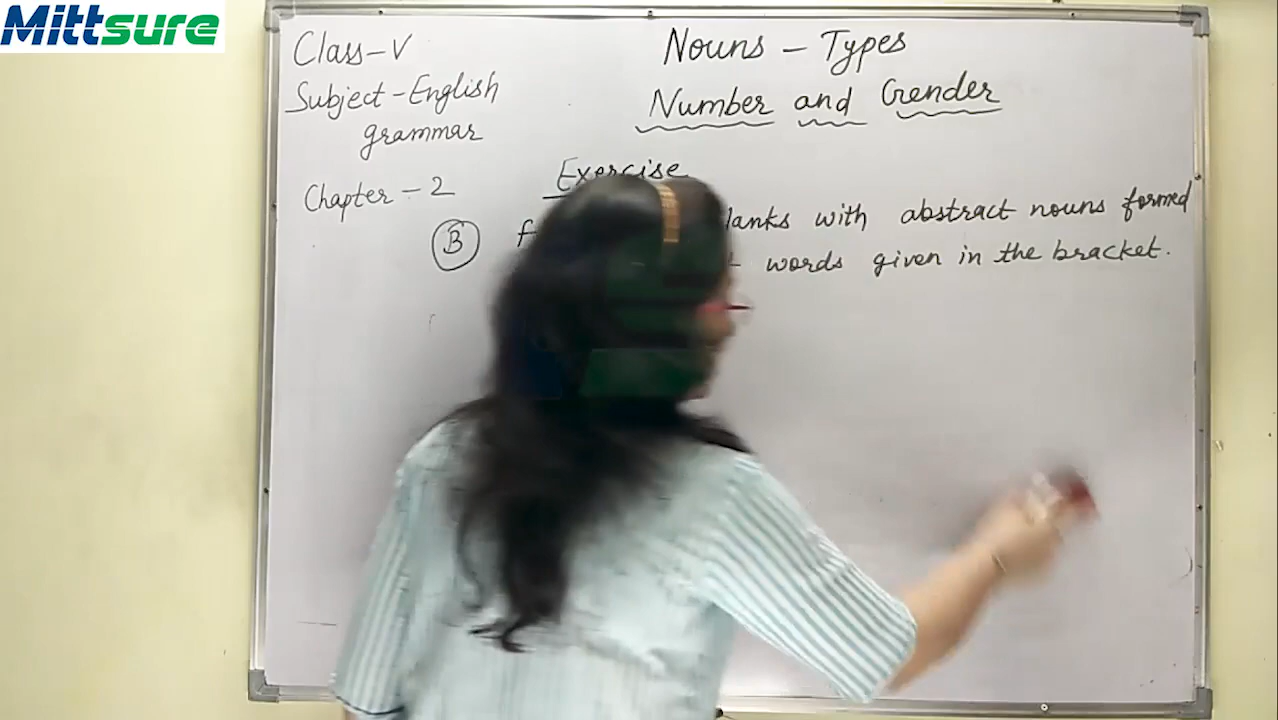 Mittsure
Class-V
Nouns - Types
Subject-English
Number and Gender
grammar
Exercise
Chapter - 2
B
with abstract nouns formed
words given in the bracket.